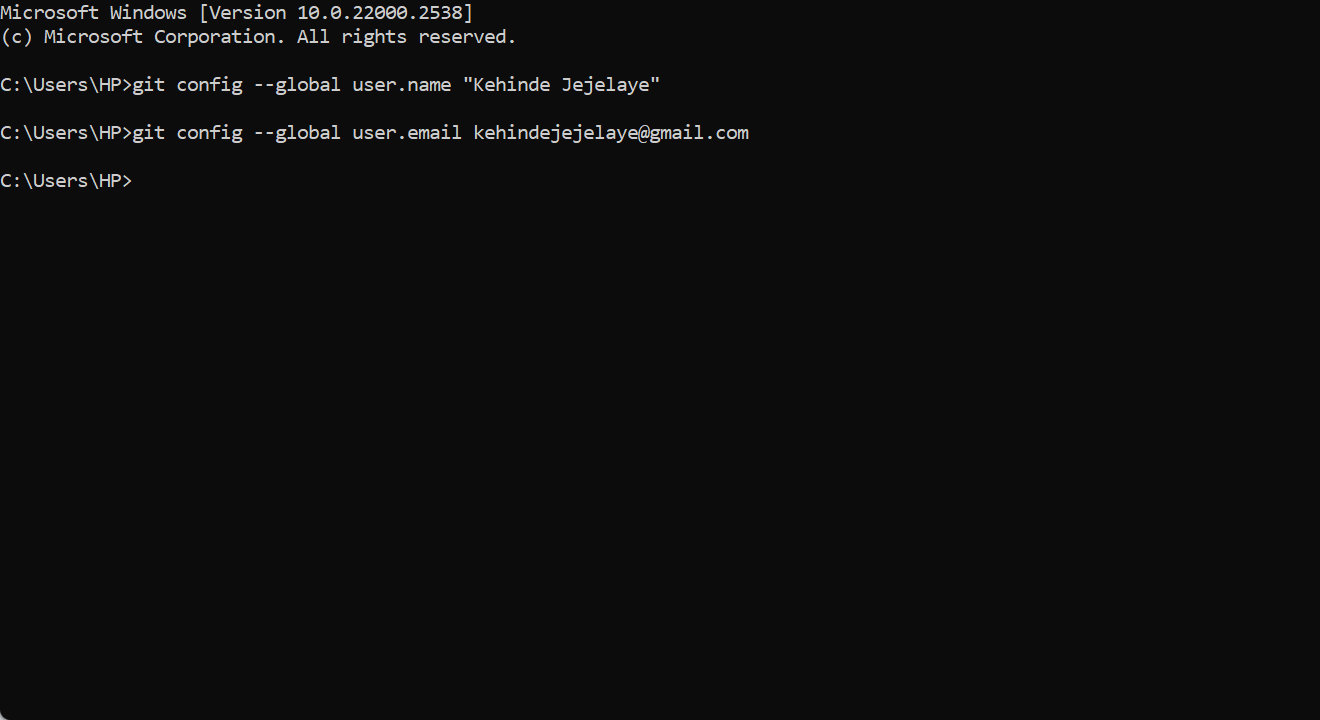 Microsoft Windows [Version 10.0.22000.2538]
(c) Microsoft Corporation. All rights reserved.
C:\Users\HP>git config --global user.name "Kehinde Jejelaye"
C:\Users\HP>git config --global user.email kehindejejelaye@gmail.com
C:\Users\HP>